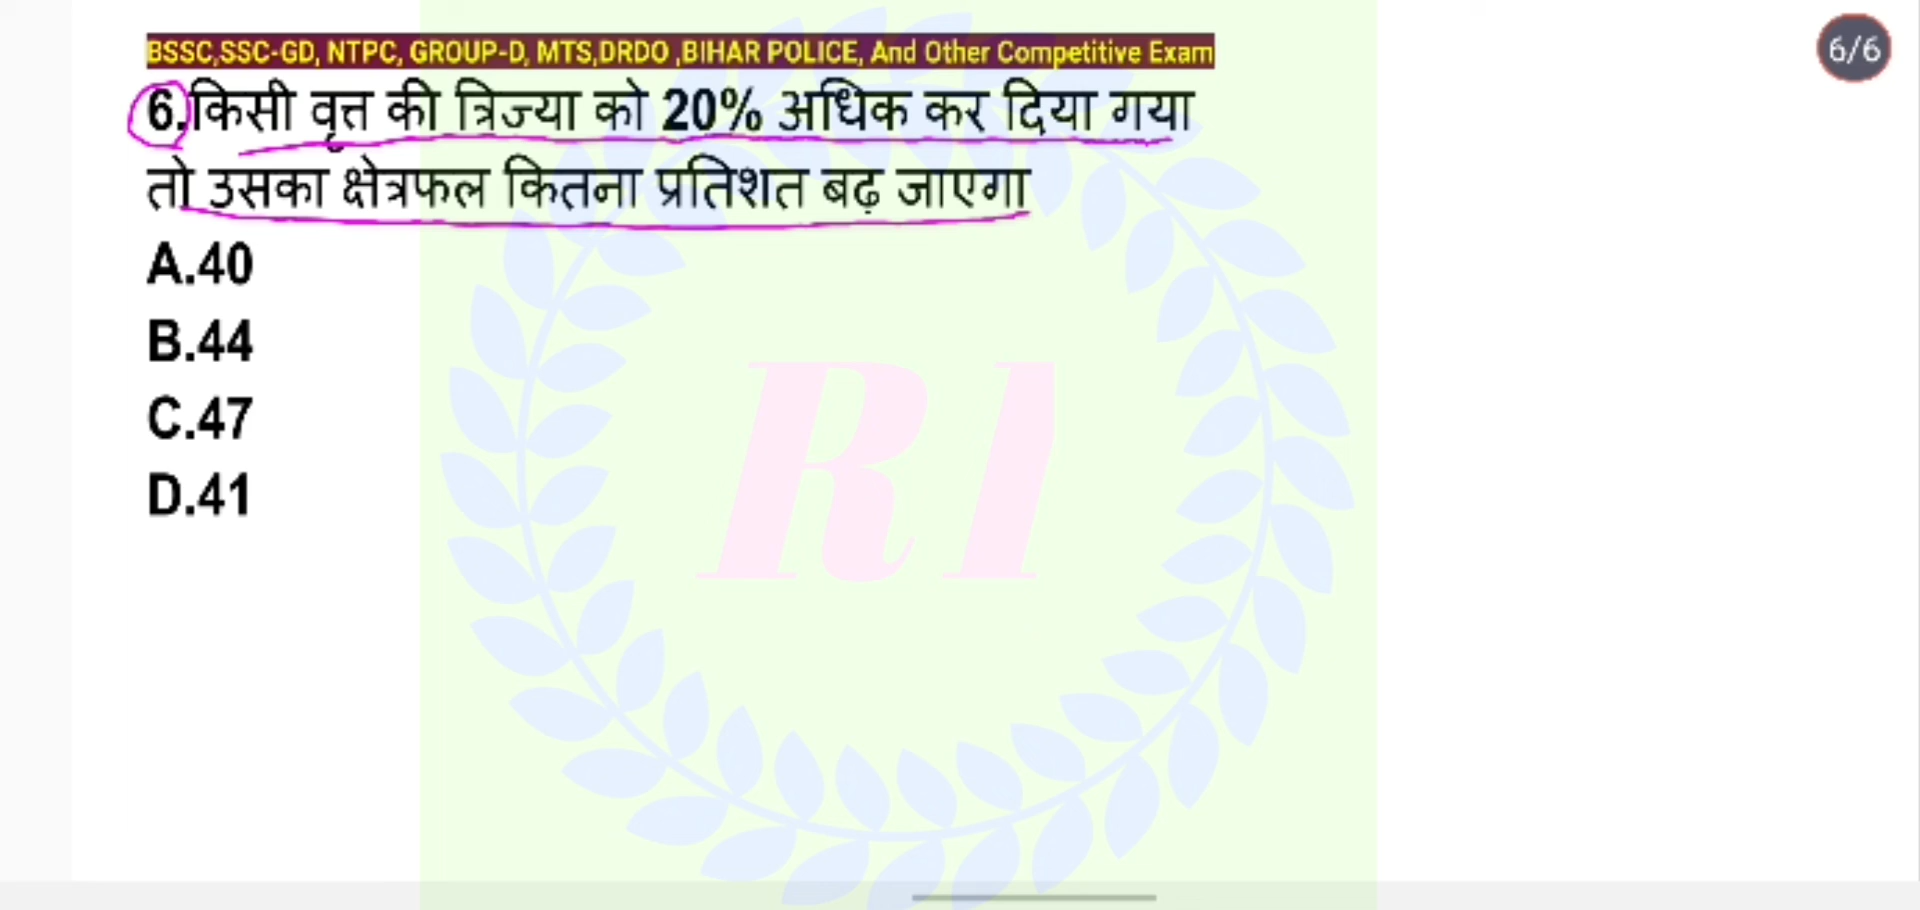 BSSC,SSC-GD, NTPC, GROUP-D, MTS,DRDO ,BIHAR POLICE, And Other Competitive Exam
6/6
6.किसी वृत्त की त्रिज्या को 20% अधिक कर दिया गया
तो उसका क्षेत्रफल कितना प्रतिशत बढ़ जाएगा
A.40
B.44
C.47
D.41
RI